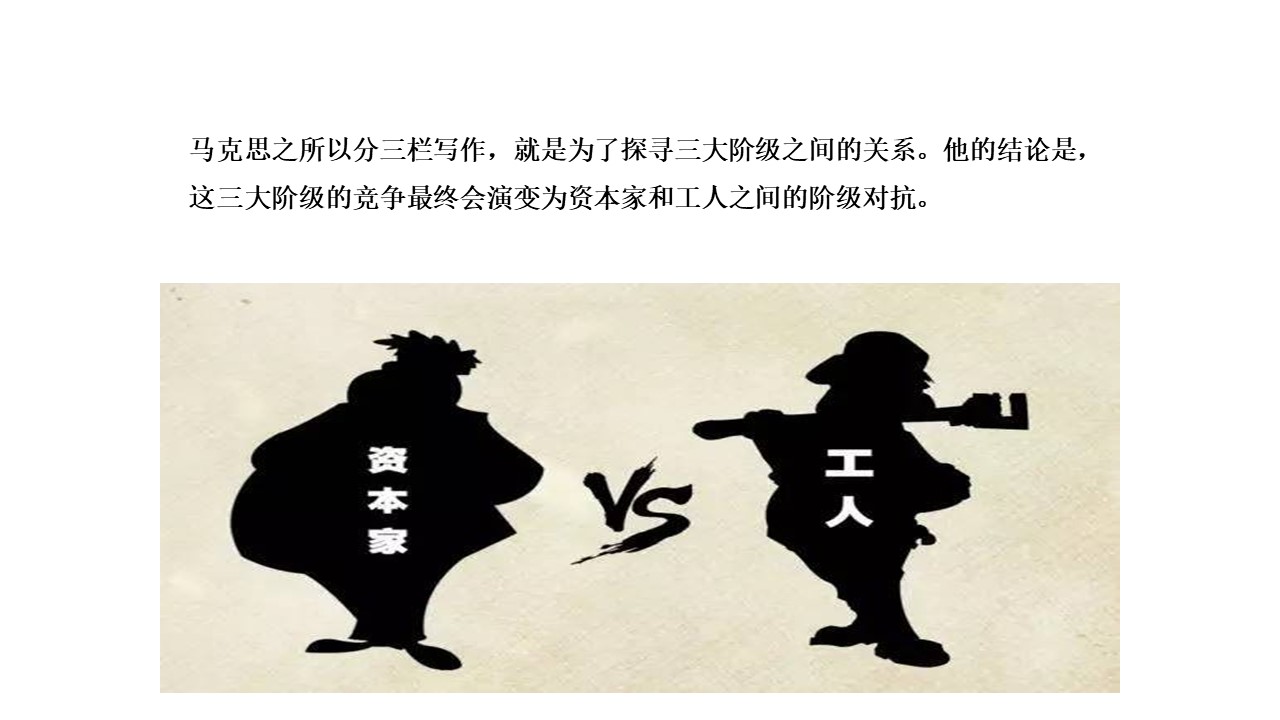 马克思之所以分三栏写作，就是为了探寻三大阶级之间的关系。他的结论是，
这三大阶级的竞争最终会演变为资本家和工人之间的阶级对抗。
资本家
VS
工人